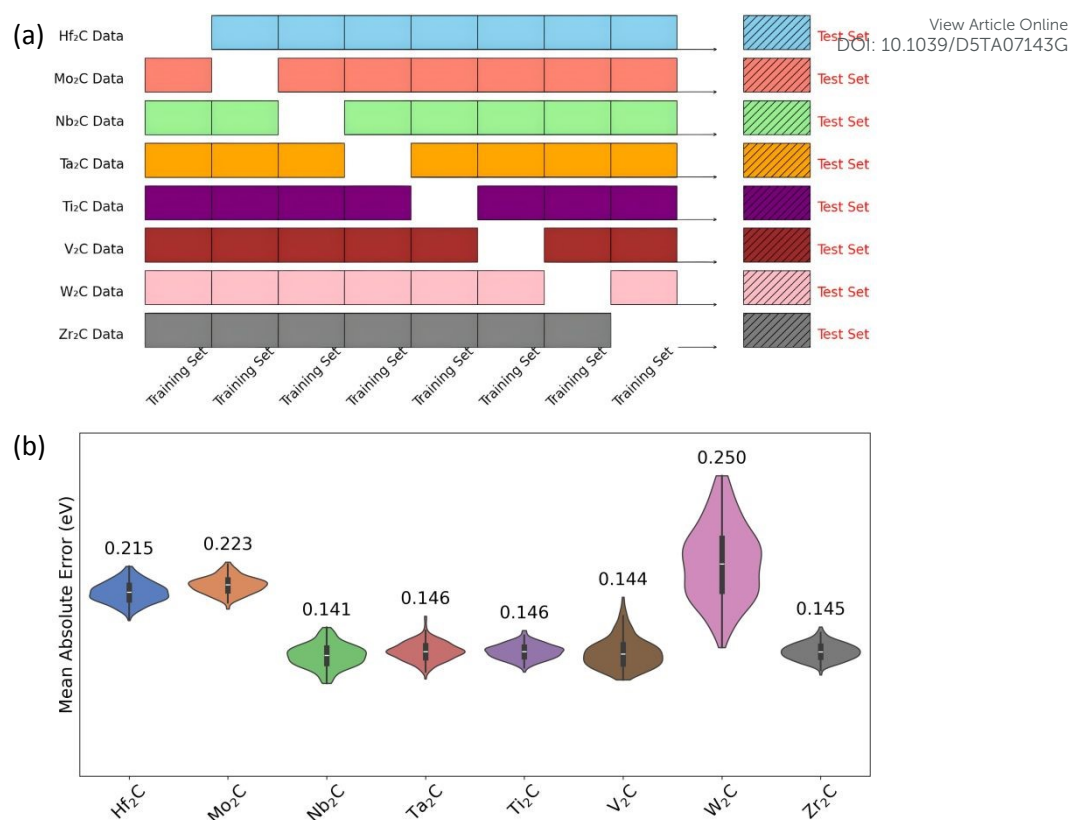 View Article Online
DOI: 10.1039/D5TA07143G
(a)
Hf₂C Data
Test Set
Mo₂C Data
Test Set
Nb₂C Data
Test Set
Ta₂C Data
Test Set
Ti₂C Data
Test Set
V₂C Data
Test Set
W₂C Data
Test Set
Zr₂C Data
Test Set
Training Set
Training Set
Training Set
Training Set
Training Set
Training Set
Training Set
Training Set
(b)
Mean Absolute Error (eV)
0.215
0.223
0.141
0.146
0.146
0.144
0.250
0.145
Hf₂C
Mo₂C
Nb₂C
Ta₂C
Ti₂C
V₂C
W₂C
Zr₂C